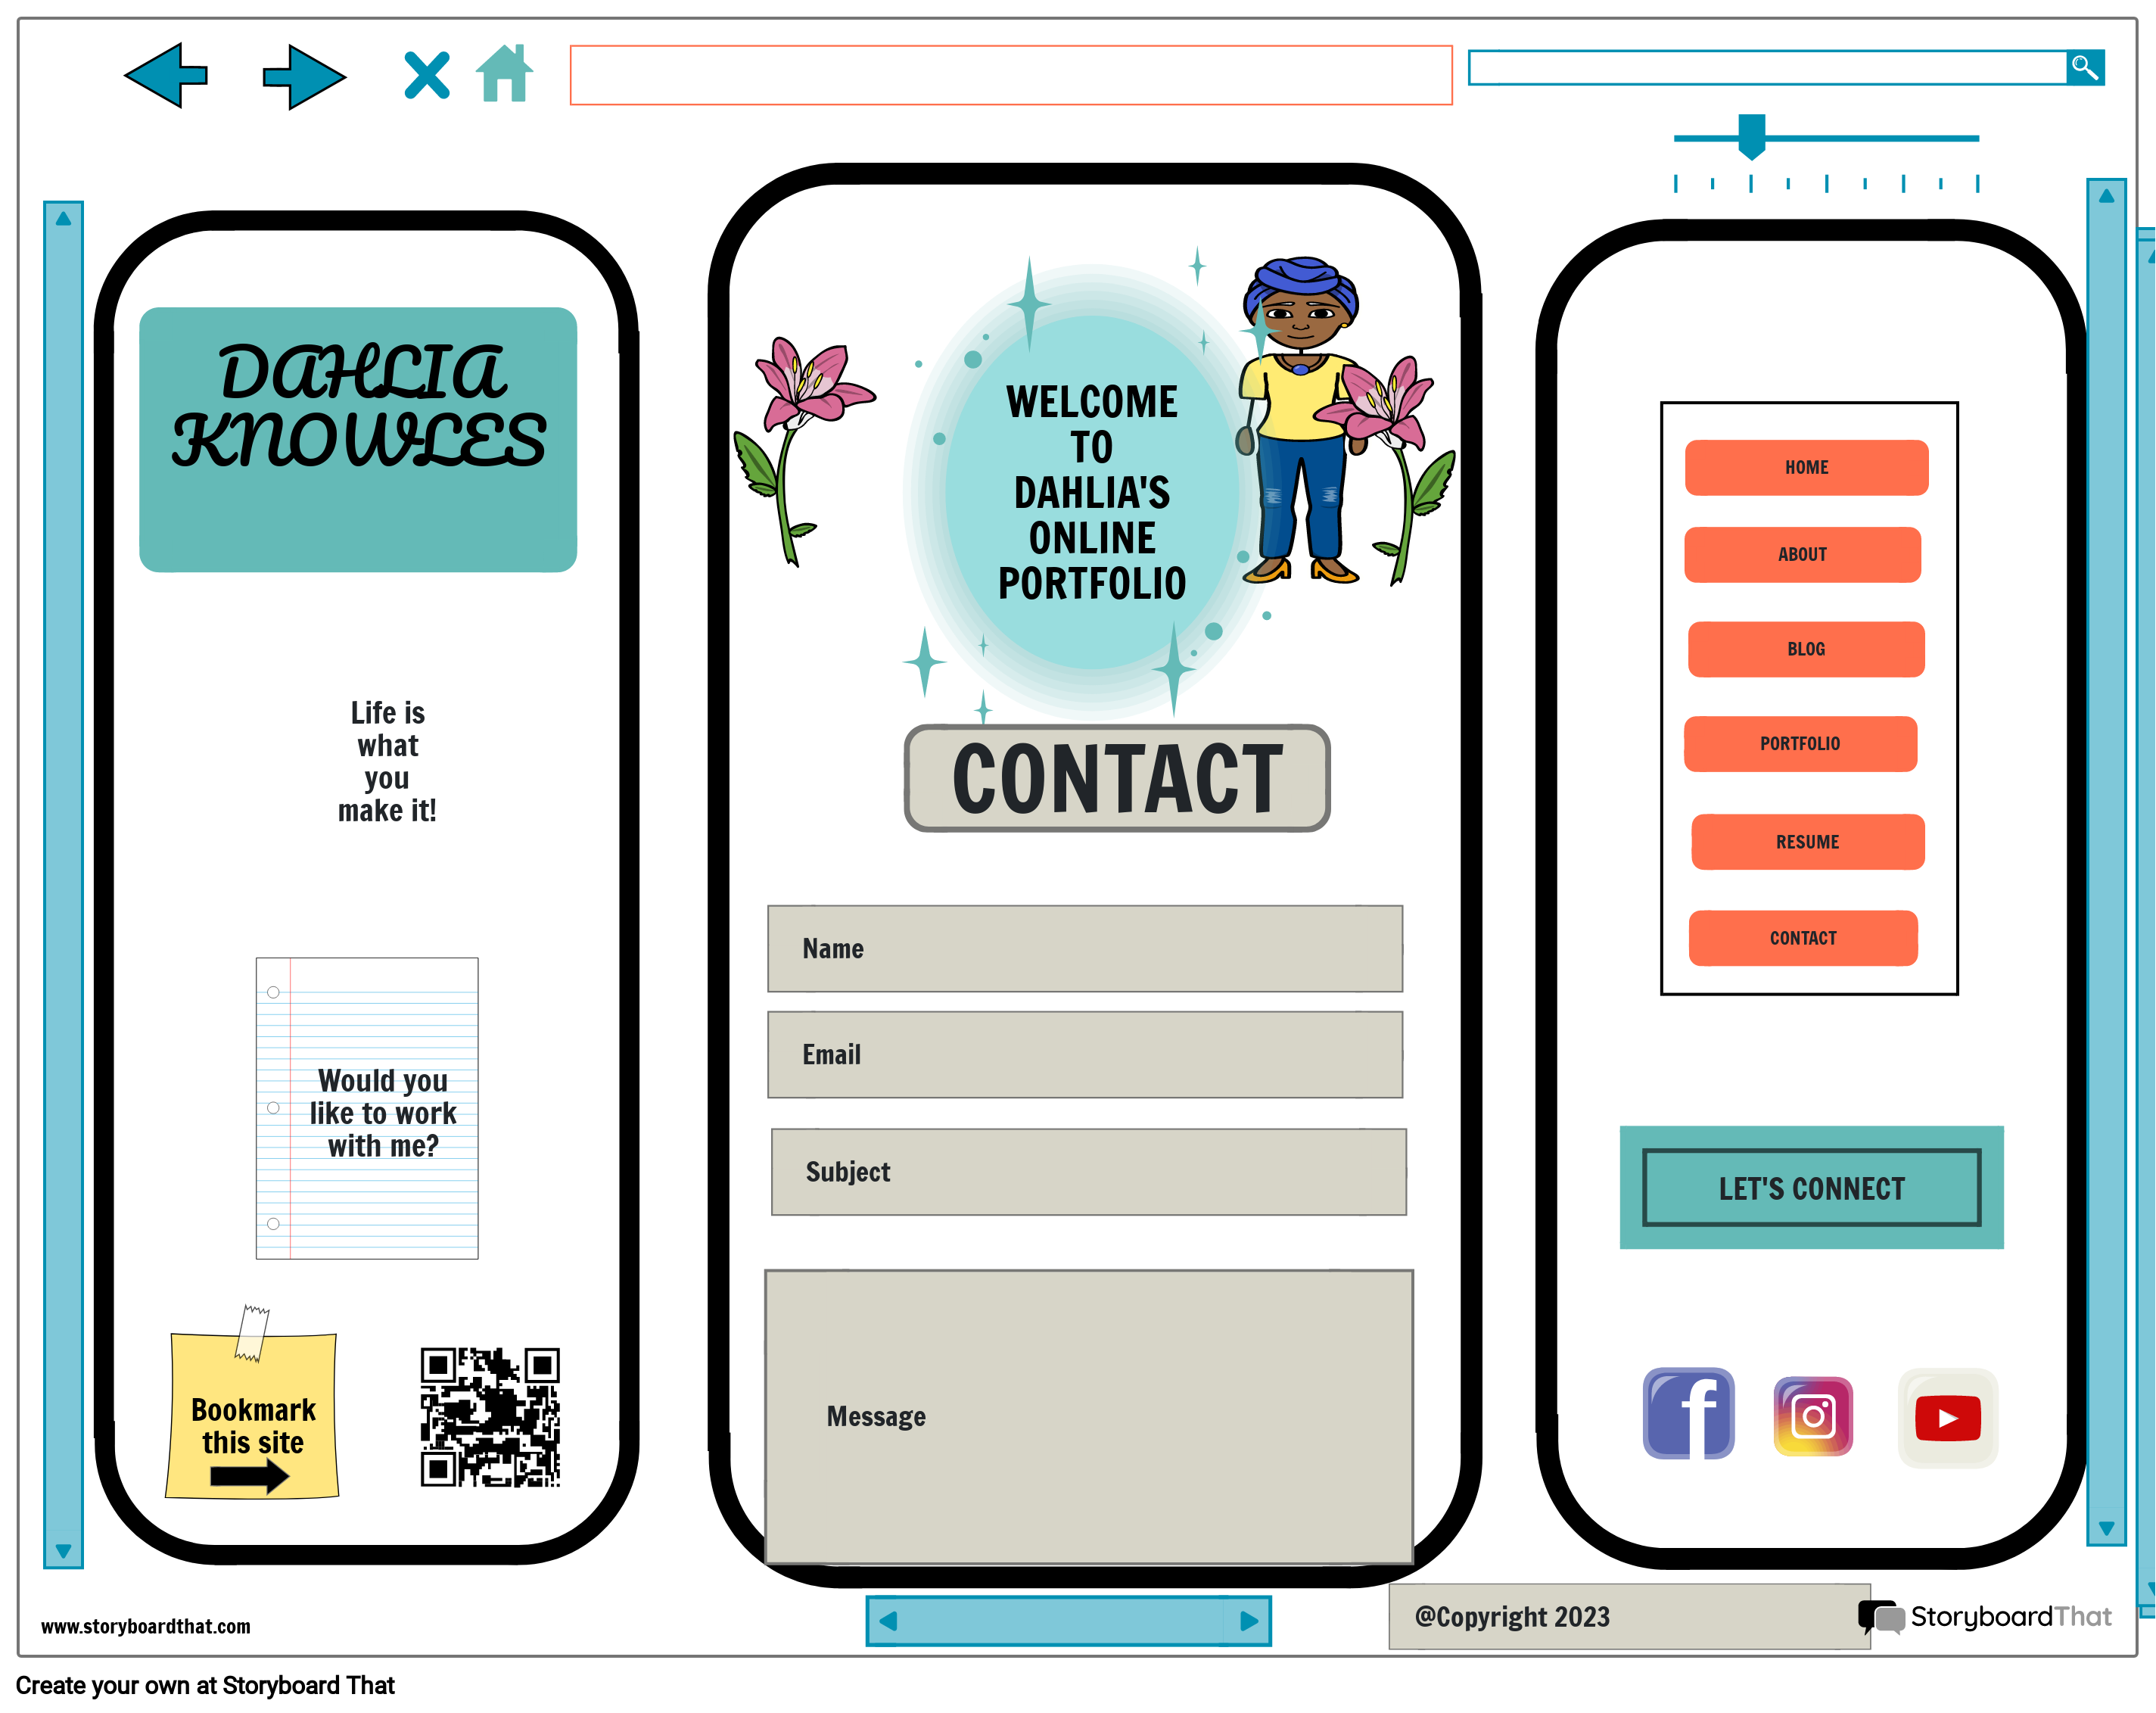 DAHLIA
KNOWLES
Life is
what
you
make it!
Would you
like to work
with me?
Bookmark
this site
WELCOME
TO
DAHLIA'S
ONLINE
PORTFOLIO
CONTACT
Name
Email
Subject
Message
HOME
ABOUT
BLOG
PORTFOLIO
RESUME
CONTACT
LET'S CONNECT
f
www.storyboardthat.com
@Copyright 2023
StoryboardThat
Create your own at Storyboard That